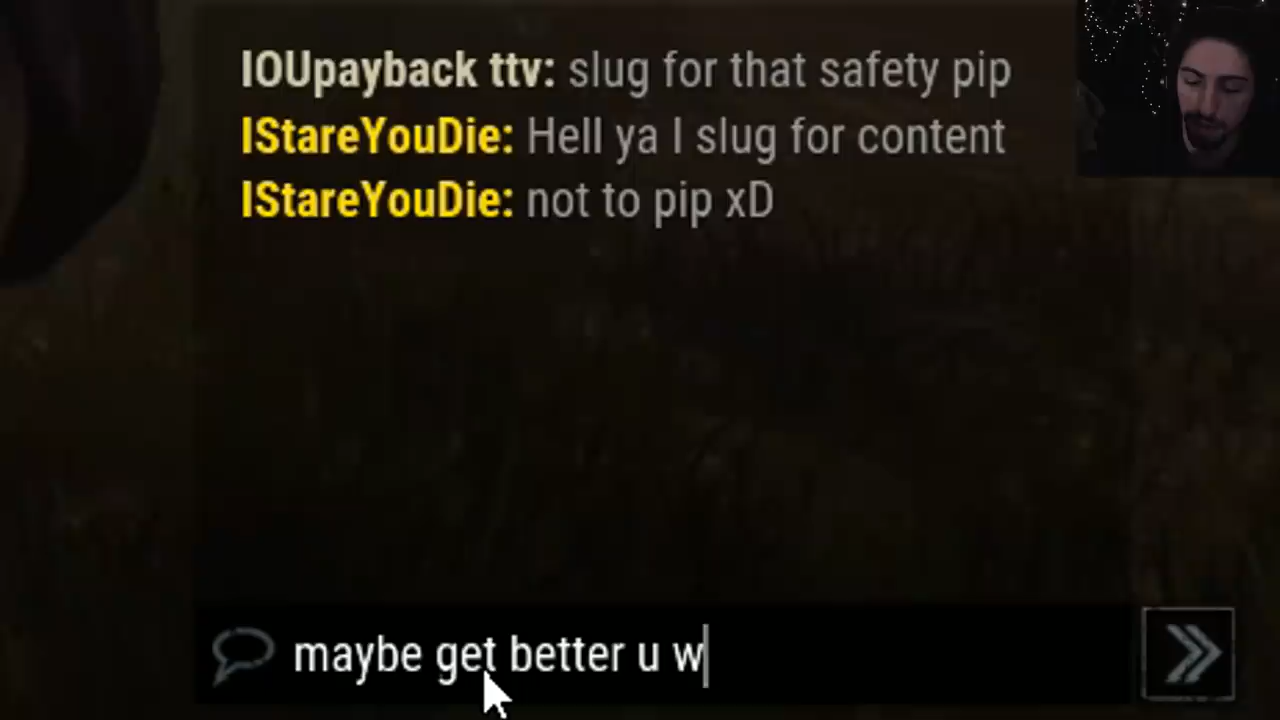 IOUpayback ttv: slug for that safety pip
IStareYouDie: Hell ya I slug for content
IStareYouDie: not to pip xD
maybe get better u w